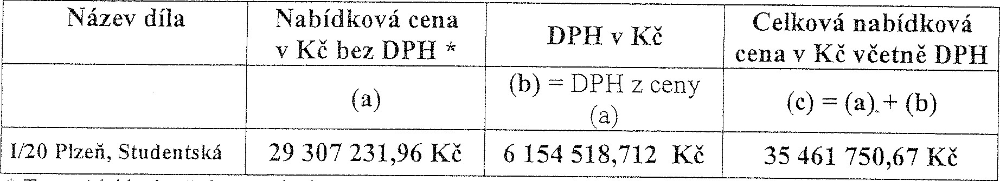 Název díla
Nabídková cena
v Kč bez DPH *
DPH v Kč
Celková nabídková
cena v Kč včetně DPH
(a)
(b) = DPH z ceny
(a)
(c) = (a) + (b)
I/20 Plzeň, Studentská
29 307 231,96 Kč
6 154 518,712 Kč
35 461 750,67 Kč